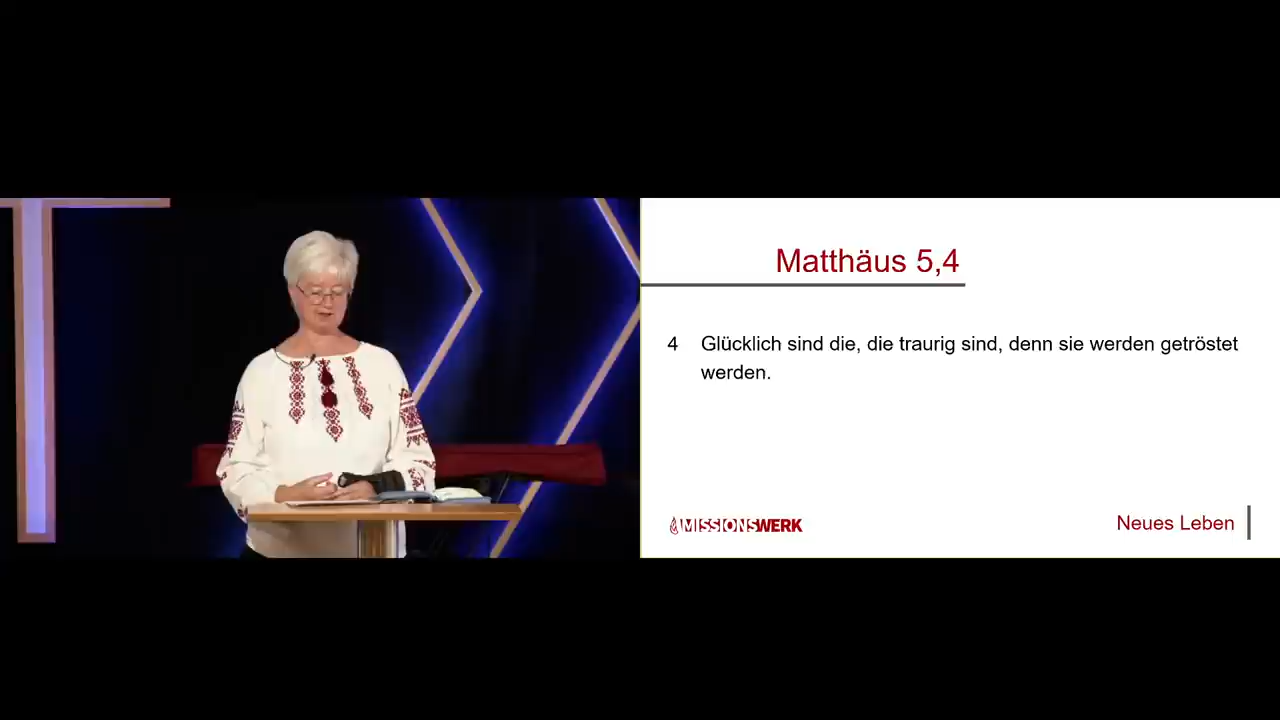 Matthäus 5,4
4 Glücklich sind die, die traurig sind, denn sie werden getröstet
werden.
MISSIONSWERK
Neues Leben